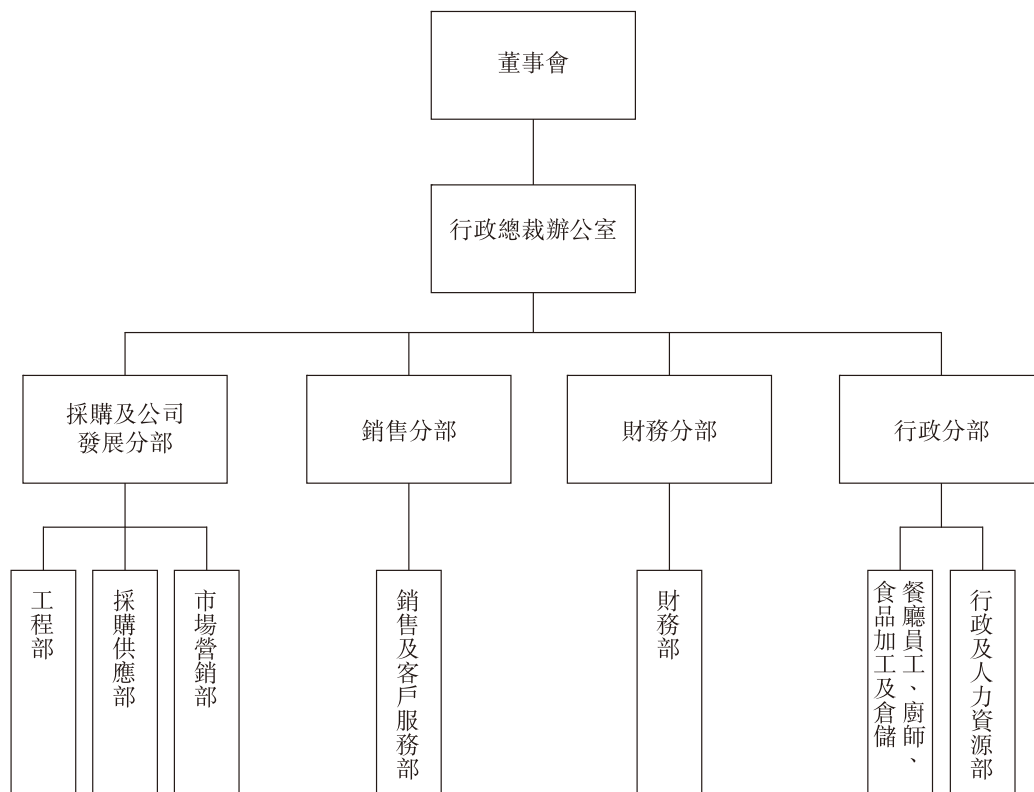 董事會
行政總裁辦公室
採購及公司
發展分部
銷售分部
財務分部
行政分部
工程部
採購供應部
市場營銷部
銷售及客戶服務部
財務部
餐廳員工、廚師、
食品加工及倉儲
行政及人力資源部